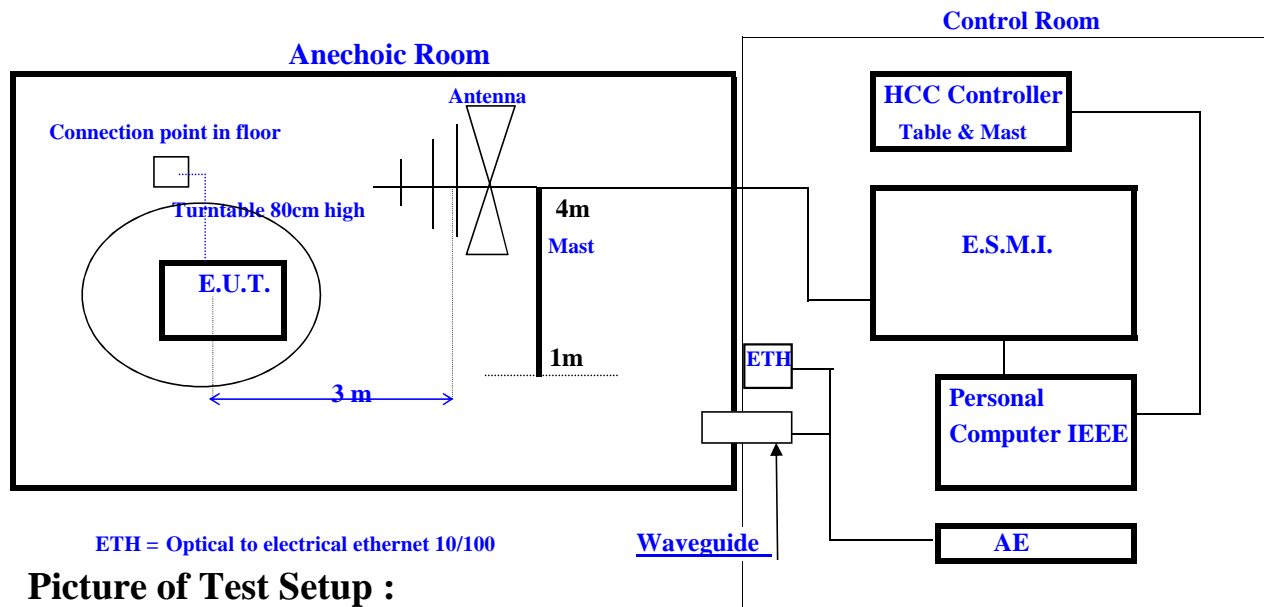 Control Room
Anechoic Room
Antenna
HCC Controller
Table & Mast
Connection point in floor
Turntable 80cm high
4m
Mast
E.S.M.I.
E.U.T.
1m
ETH
3 m
Personal
Computer IEEE
ETH = Optical to electrical ethernet 10/100
Waveguide
AE
Picture of Test Setup :